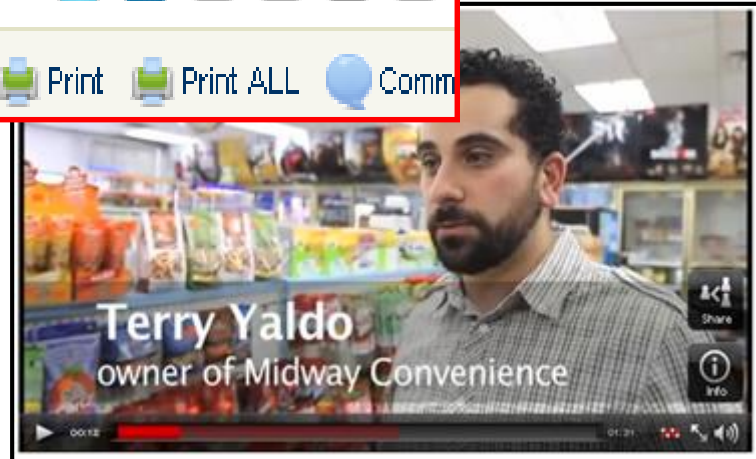 Print Print ALL Comm
Terry Yaldo
owner of Midway Convenience
Share
Info
00:12 01:31